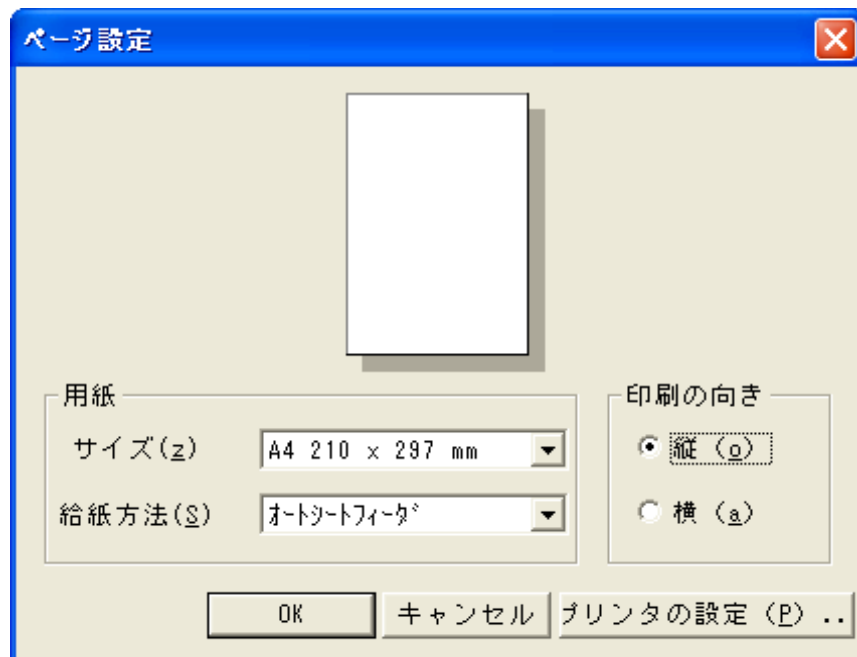 ページ設定
用紙
サイズ(z)
A4 210 x 297 mm
給紙方法(S)
ｵｰﾄｼｰﾄﾌｨｰﾀﾞ
印刷の向き
縦 (o)
横 (a)
OK
キャンセル
プリンタの設定 (P) ..